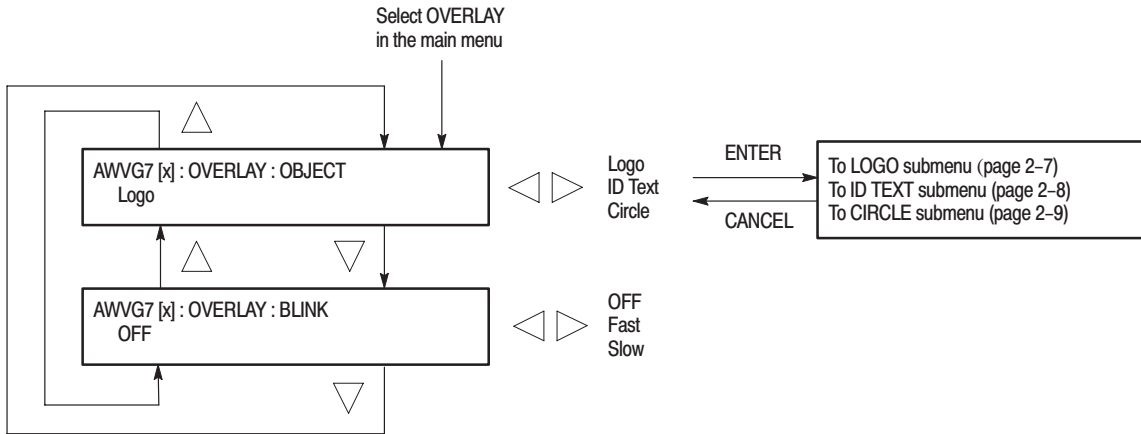 Select OVERLAY
in the main menu
AWVG7 [x] : OVERLAY : OBJECT
Logo
Logo
ID Text
Circle
ENTER
CANCEL
To LOGO submenu (page 2–7)
To ID TEXT submenu (page 2–8)
To CIRCLE submenu (page 2–9)
AWVG7 [x] : OVERLAY : BLINK
OFF
OFF
Fast
Slow